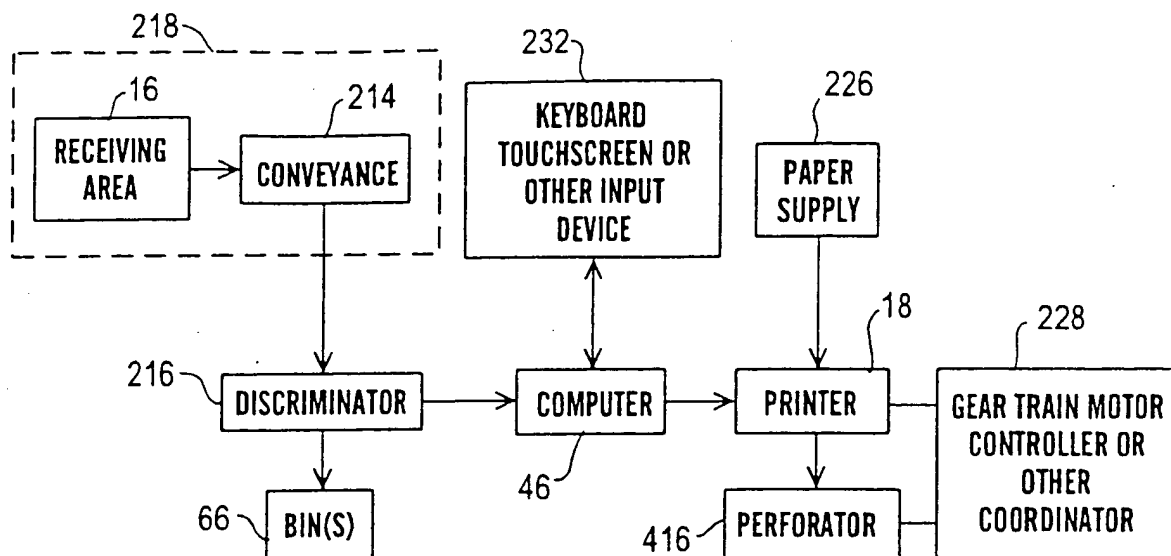 218
16
RECEIVING
AREA
214
CONVEYANCE
232
KEYBOARD
TOUCHSCREEN OR
OTHER INPUT
DEVICE
226
PAPER
SUPPLY
216
DISCRIMINATOR
COMPUTER
46
18
PRINTER
228
GEAR TRAIN MOTOR
CONTROLLER OR
OTHER
COORDINATOR
66
BIN(S)
416
PERFORATOR